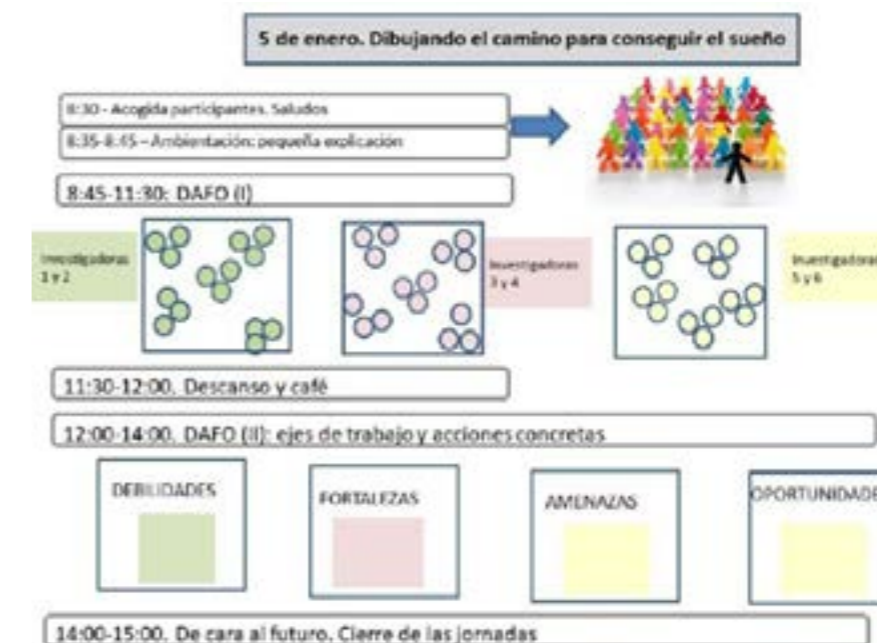 5 de enero. Dibujando el camino para conseguir el sueño
8:30 - Acogida participantes. Saludos
8:35-8:45 – Ambientación: pequeña explicación
8:45-11:30: DAFO (I)
Investigadoras
1 y 2
Investigadoras
3 y 4
Investigadoras
5 y 6
11:30-12:00. Descanso y café
12:00-14:00. DAFO (II): ejes de trabajo y acciones concretas
DEBILIDADES
FORTALEZAS
AMENAZAS
OPORTUNIDADE
14:00-15:00. De cara al futuro. Cierre de las jornadas